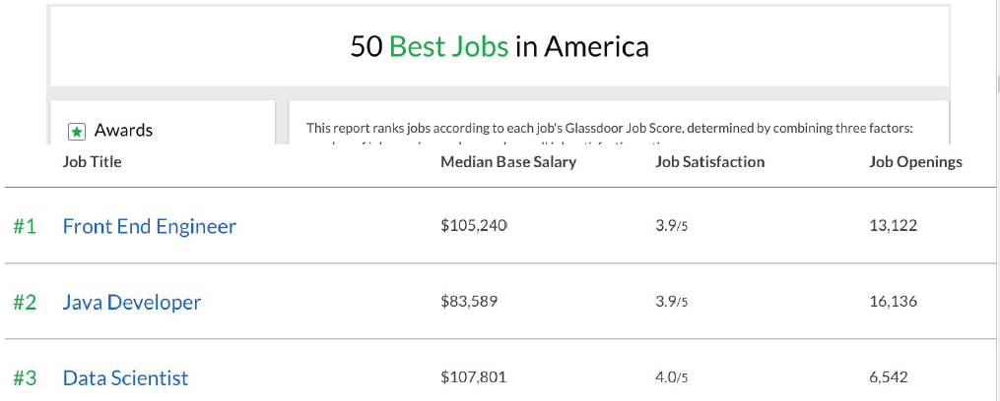 50 Best Jobs in America
Awards
This report ranks jobs according to each job's Glassdoor Job Score, determined by combining three factors:
Job Title Median Base Salary Job Satisfaction Job Openings
#1 Front End Engineer $105,240 3.9/5 13,122
#2 Java Developer $83,589 3.9/5 16,136
#3 Data Scientist $107,801 4.0/5 6,542